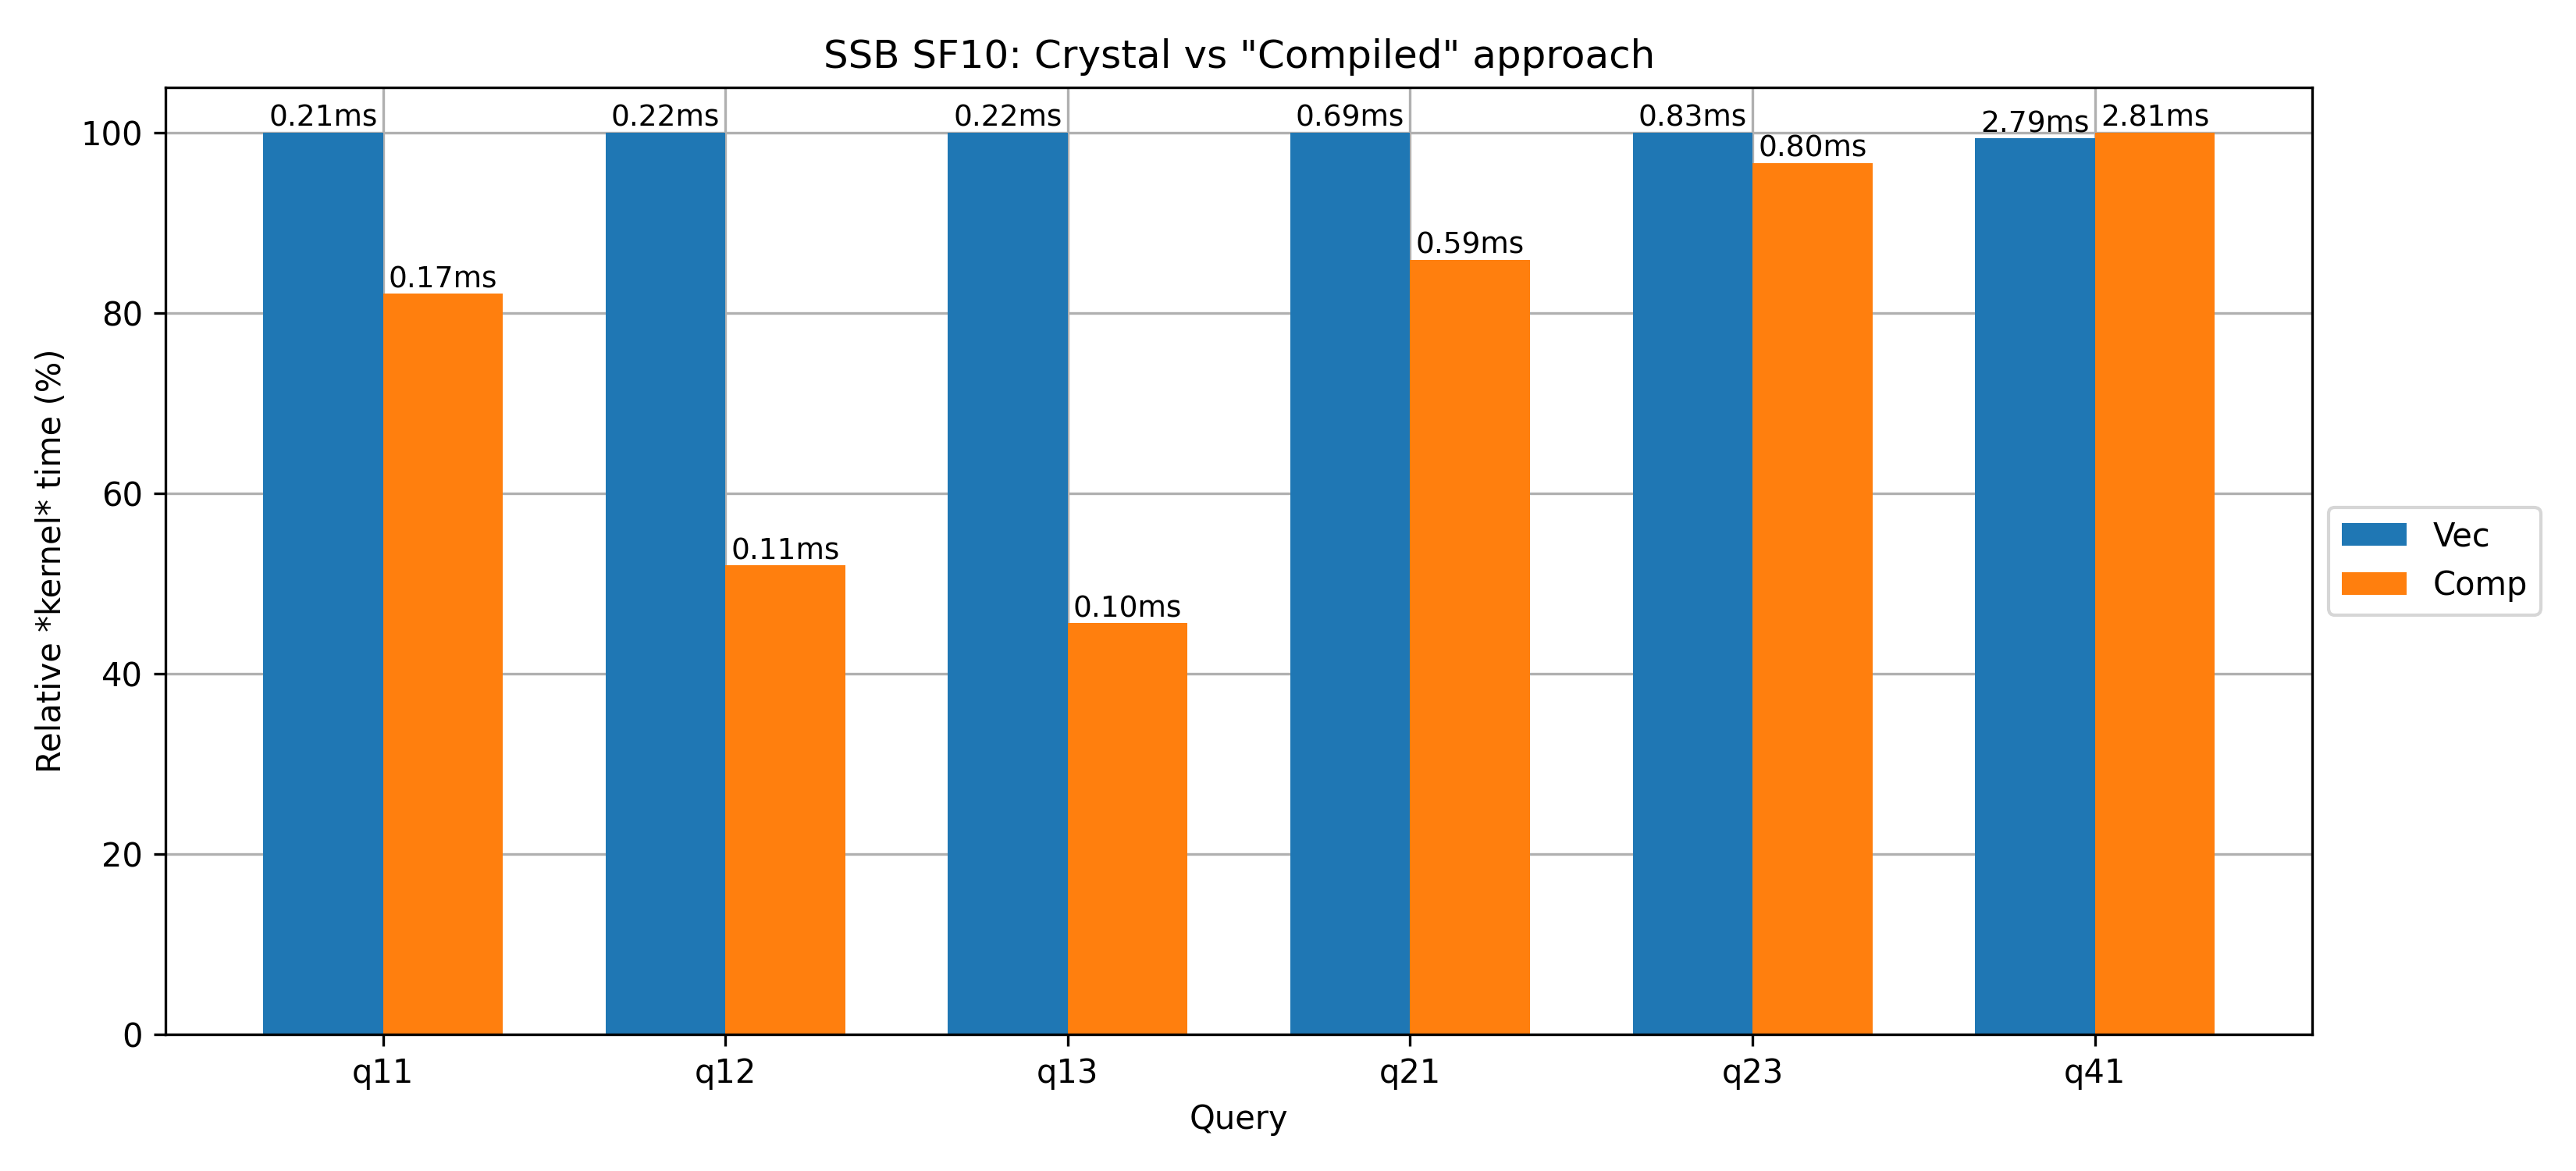 SSB SF10: Crystal vs "Compiled" approach
Relative *kernel* time (%)
100
80
60
40
20
0
0.21ms
0.17ms
0.22ms
0.11ms
0.22ms
0.10ms
0.69ms
0.59ms
0.83ms
0.80ms
2.79ms
2.81ms
q11
q12
q13
q21
q23
q41
Query
Vec
Comp